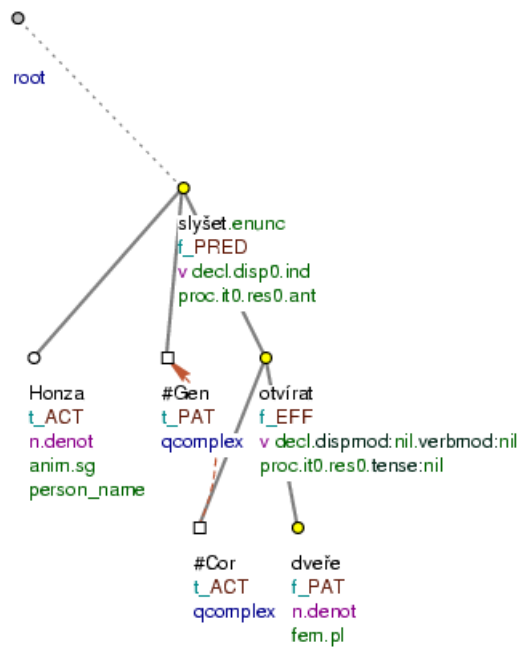 root
slyšet.enunc
f_PRED
v decl.disp0.ind
proc.it0.res0.ant
Honza
t_ACT
n.denot
anim.sg
person_name
#Gen
t_PAT
qcomplex
otvírat
f_EFF
v decl.dispmod:nil.verbmod:nil
proc.it0.res0.tense:nil
#Cor
t_ACT
qcomplex
dveře
f_PAT
n.denot
fem.pl